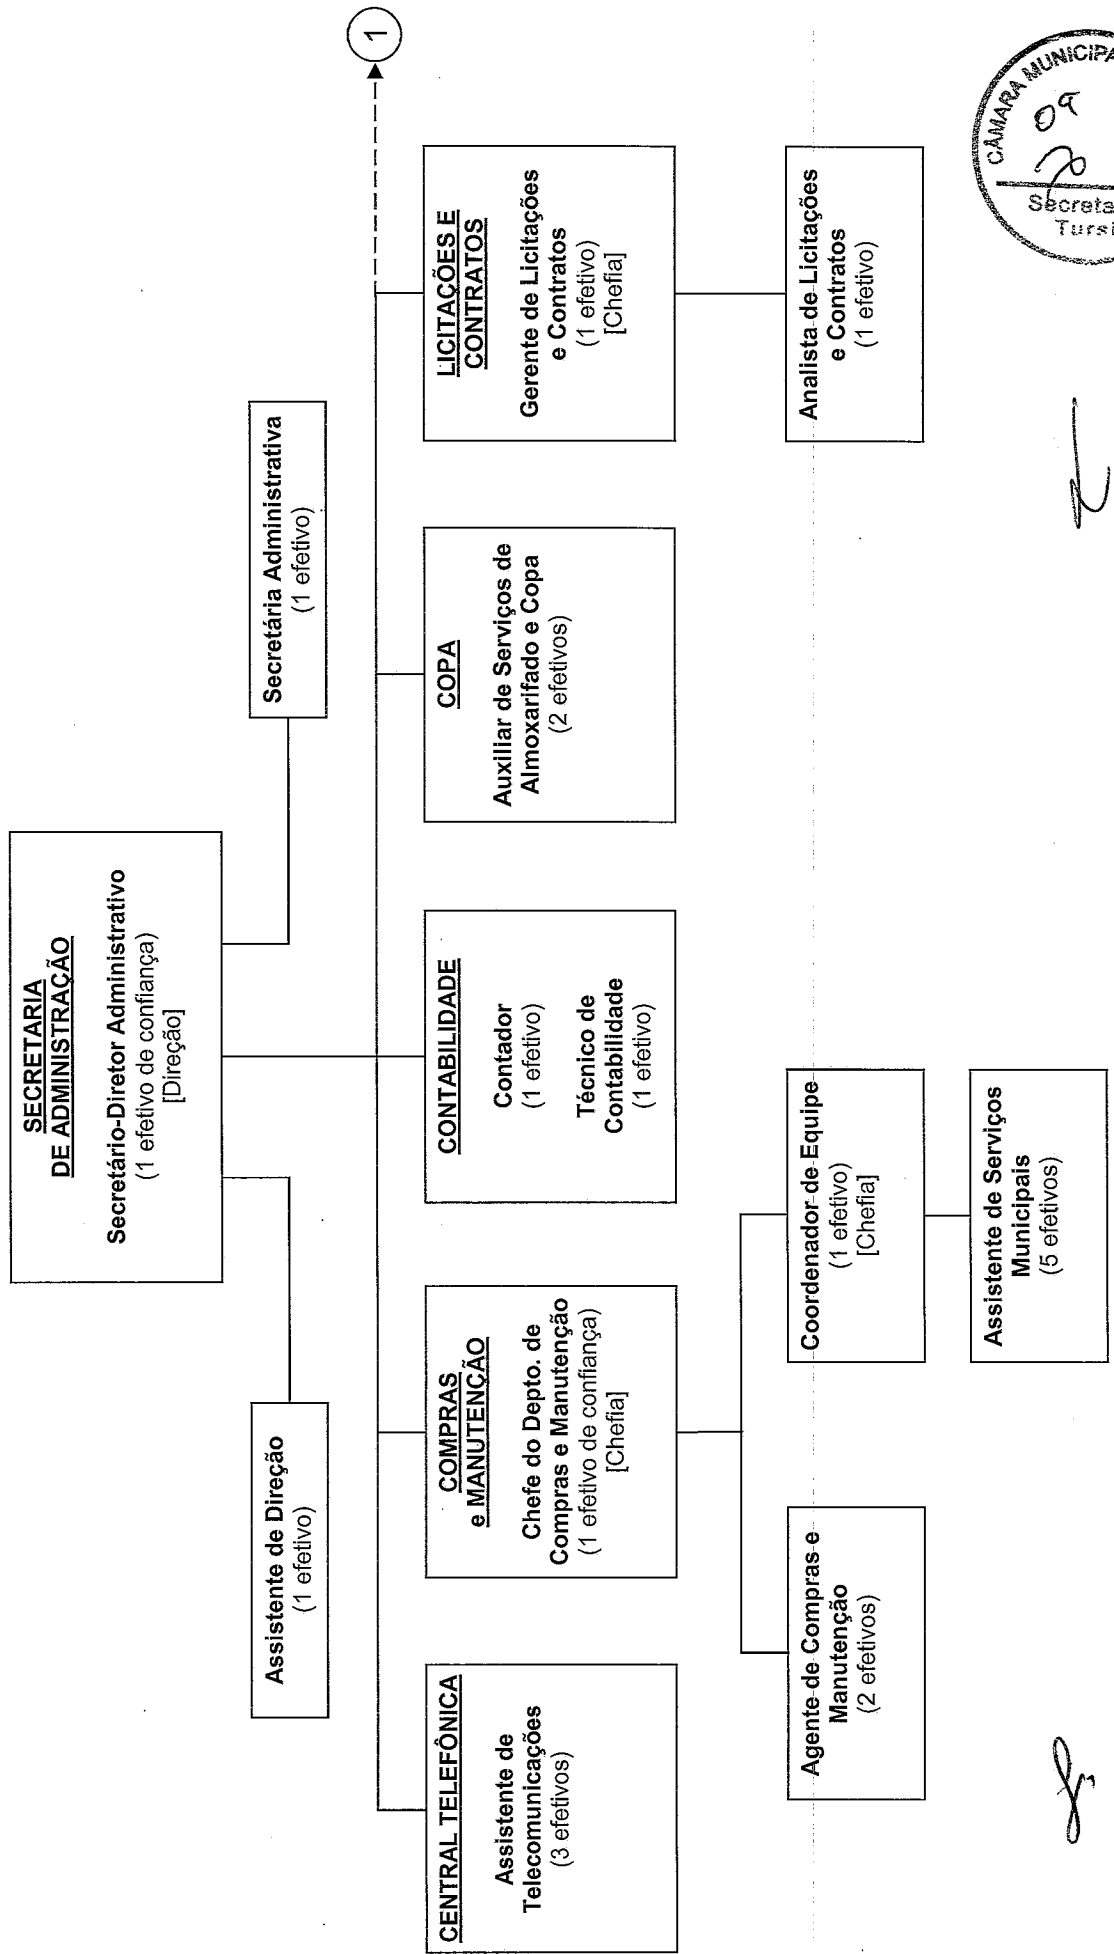 SECRETARIA
DE ADMINISTRAÇÃO
Secretário-Diretor Administrativo
(1 efetivo de confiança)
[Direção]
Assistente de Direção
(1 efetivo)
Secretária Administrativa
(1 efetivo)
1
CENTRAL TELEFÔNICA
Assistente de
Telecomunicações
(3 efetivos)
COMPRAS
e MANUTENÇÃO
Chefe do Depto. de
Compras e Manutenção
(1 efetivo de confiança)
[Chefia]
CONTABILIDADE
Contador
(1 efetivo)
Técnico de
Contabilidade
(1 efetivo)
COPA
Auxiliar de Serviços de
Almoxarifado e Copa
(2 efetivos)
LICITAÇÕES E
CONTRATOS
Gerente de Licitações
e Contratos
(1 efetivo)
[Chefia]
Agente de Compras e
Manutenção
(2 efetivos)
Coordenador de Equipe
(1 efetivo)
[Chefia]
Analista de Licitações
e Contratos
(1 efetivo)
Assistente de Serviços
Municipais
(5 efetivos)
CÂMARA MUNICIPA
Secreta
Tursi